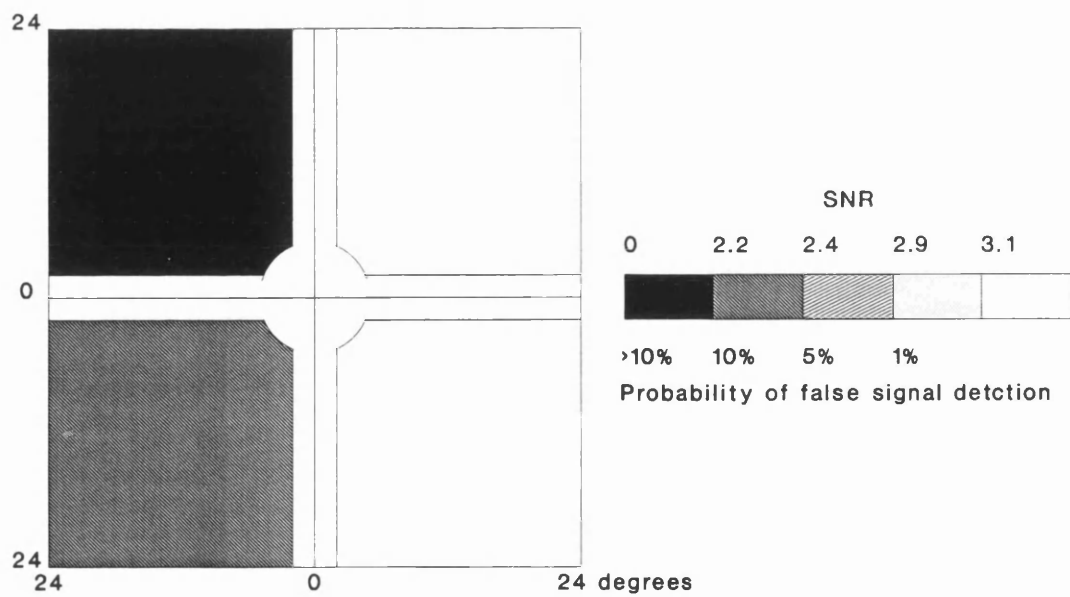 24
0
24
24 0 24 degrees
SNR
0 2.2 2.4 2.9 3.1
>10% 10% 5% 1%
Probability of false signal detction